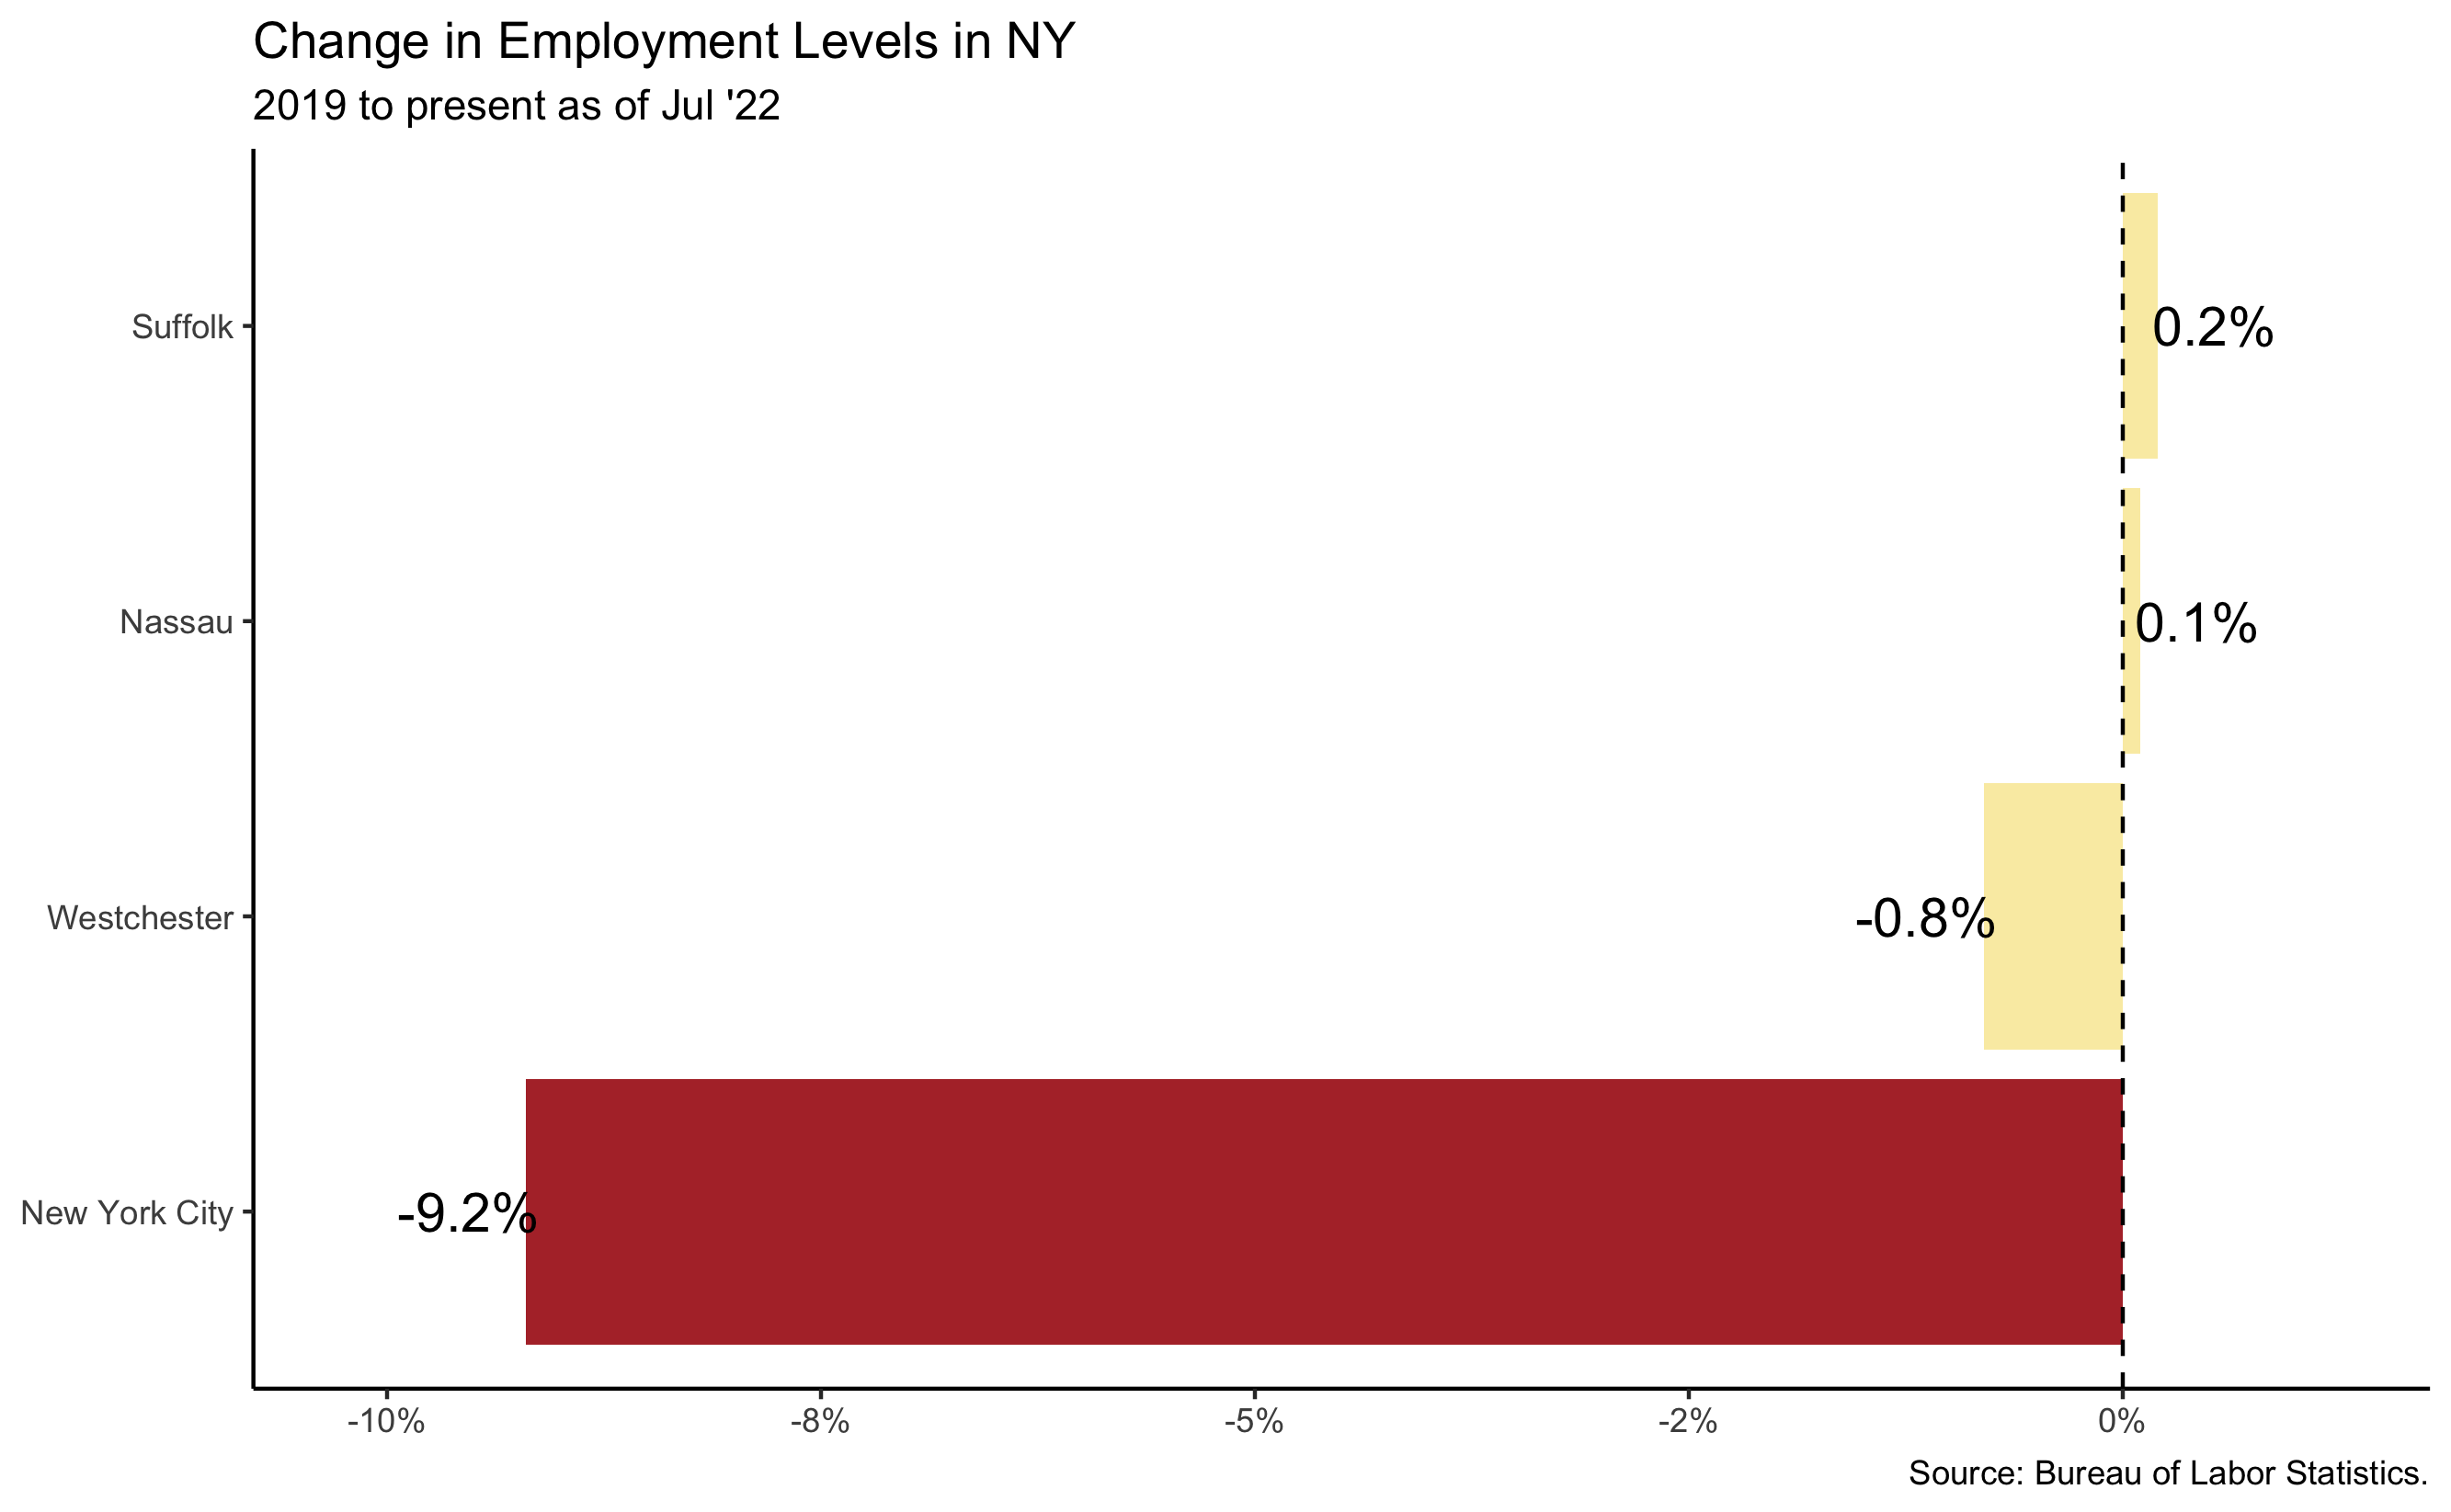 Change in Employment Levels in NY
2019 to present as of Jul '22
Suffolk
0.2%
Nassau
0.1%
Westchester
-0.8%
New York City
-9.2%
-10% -8% -5% -2% 0%
Source: Bureau of Labor Statistics.